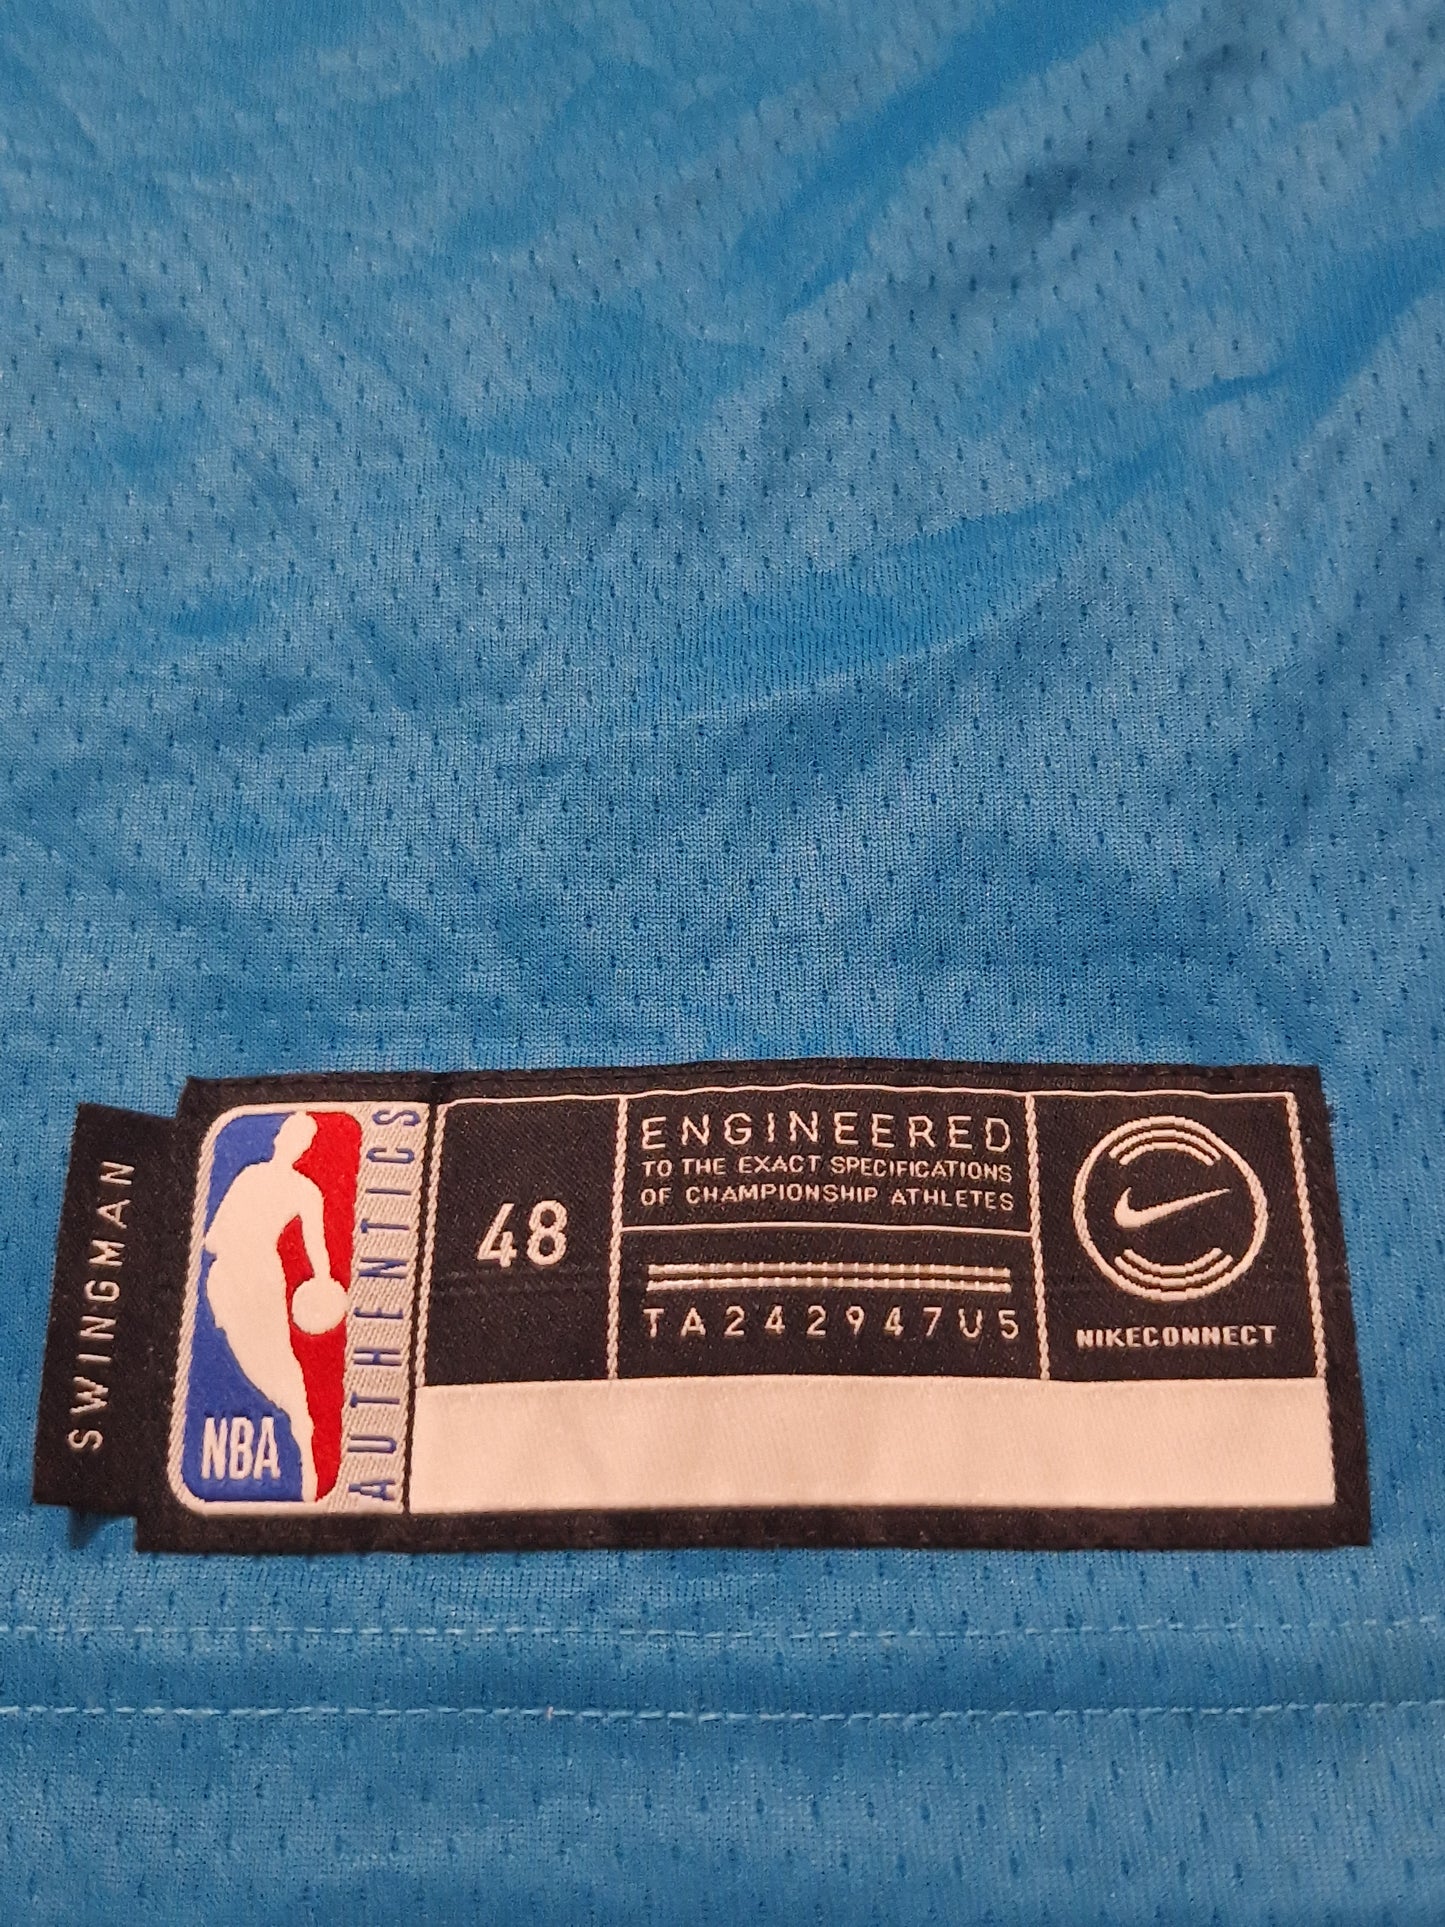 SWINGMAN
NBA
AUTHENTICS
48
ENGINEERED
TO THE EXACT SPECIFICATIONS
OF CHAMPIONSHIP ATHLETES
TA242947U5
NIKECONNECT